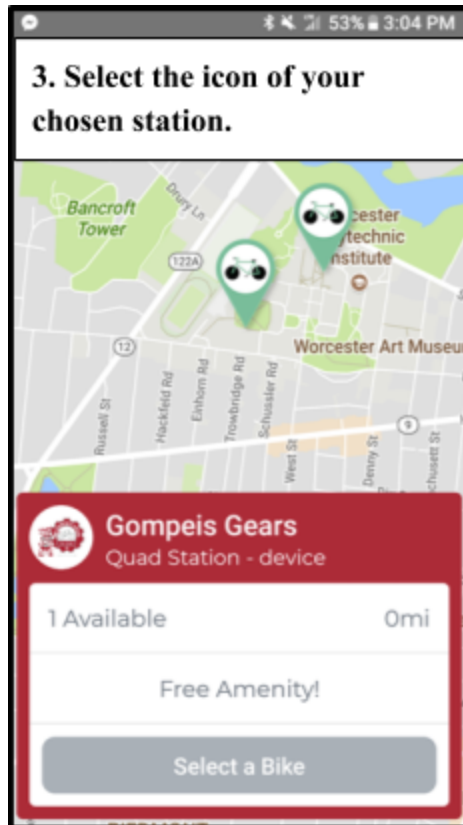 53% 3:04 PM
3. Select the icon of your
chosen station.
Drury Ln
Bancroft
Tower
cester
ytechnic
nstitute
122A
12
Worcester Art Museu
Hackfeld Rd
Einhorn Rd
Trowbridge Rd
Schussler Rd
Russell St
West St
9
Denny St
chusett St
Gompeis Gears
Quad Station - device
1 Available 0mi
Free Amenity!
Select a Bike